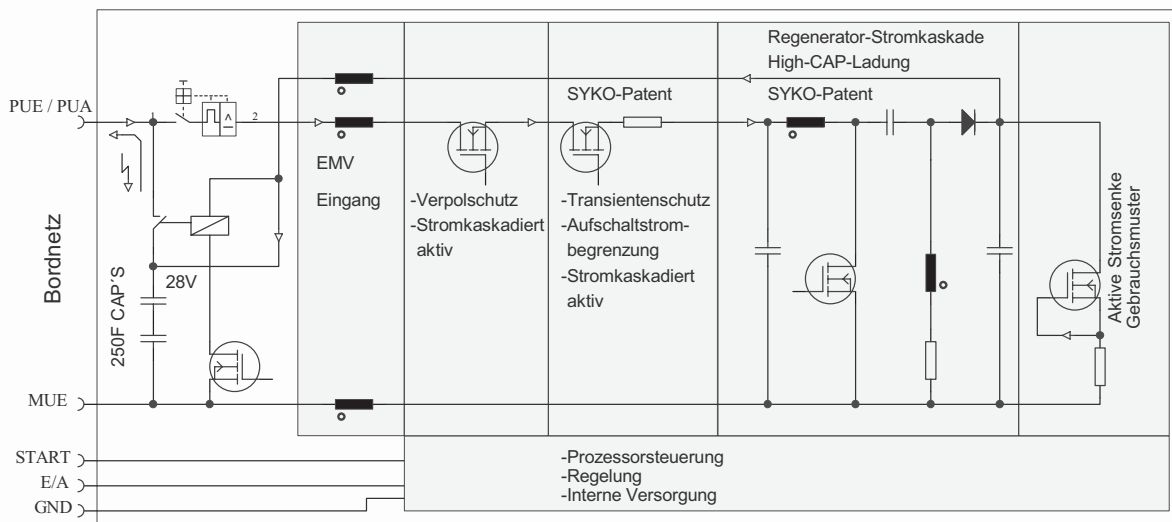 Regenerator-Stromkaskade
High-CAP-Ladung
SYKO-Patent
SYKO-Patent
PUE / PUA
2
EMV
Eingang
-Verpolschutz
-Stromkaskadiert
aktiv
-Transientenschutz
-Aufschaltstrom-
begrenzung
-Stromkaskadiert
aktiv
Bordnetz
250F CAP´S
28V
Aktive Stromsenke
Gebrauchsmuster
MUE
START
E/A
GND
-Prozessorsteuerung
-Regelung
-Interne Versorgung